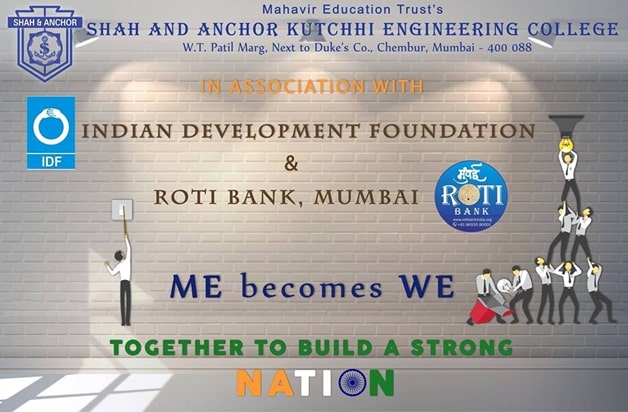 Mahavir Education Trust's
SHAH & ANCHOR
SHAH AND ANCHOR KUTCHHI ENGINEERING COLLEGE
W.T. Patil Marg, Next to Duke's Co., Chembur, Mumbai - 400 088
IN ASSOCIATION WITH
IDF
INDIAN DEVELOPMENT FOUNDATION
&
ROTI BANK, MUMBAI
मुंबई
ROTI
BANK
ME becomes WE
TOGETHER TO BUILD A STRONG
NATION